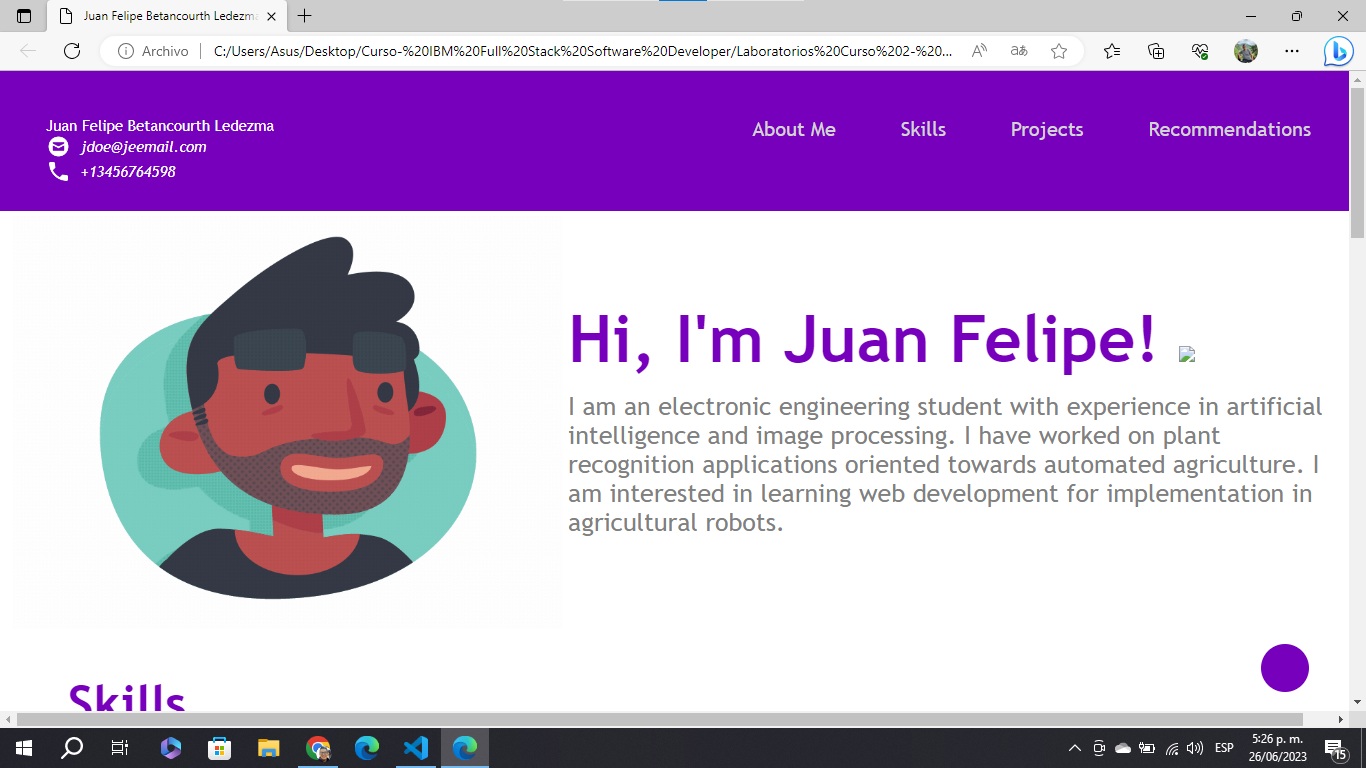 Juan Felipe Betancourth Ledezma
Archivo
C:/Users/Asus/Desktop/Curso-%20IBM%20Full%20Stack%20Software%20Developer/Laboratorios%20Curso%202-%20...
Juan Felipe Betancourth Ledezma
jdoe@jeemail.com
+13456764598
About Me
Skills
Projects
Recommendations
Hi, I'm Juan Felipe!
I am an electronic engineering student with experience in artificial
intelligence and image processing. I have worked on plant
recognition applications oriented towards automated agriculture. I
am interested in learning web development for implementation in
agricultural robots.
Skills
ESP
5:26 p. m.
26/06/2023
15